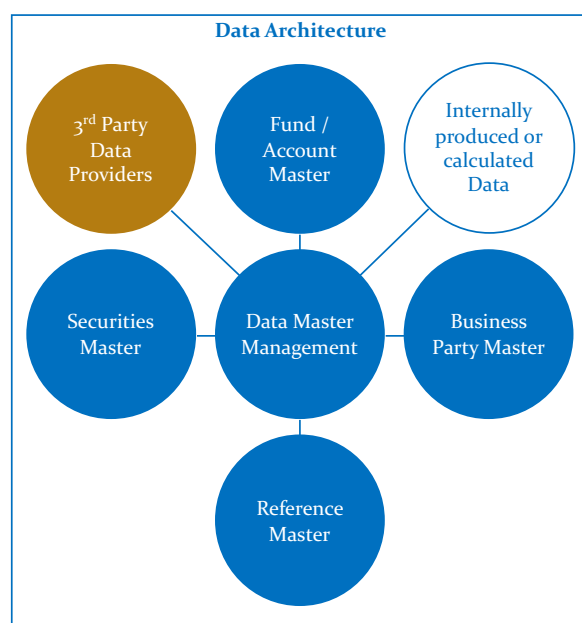 Data Architecture
3rd Party
Data
Providers
Fund /
Account
Master
Internally
produced or
calculated
Data
Securities
Master
Data Master
Management
Business
Party Master
Reference
Master